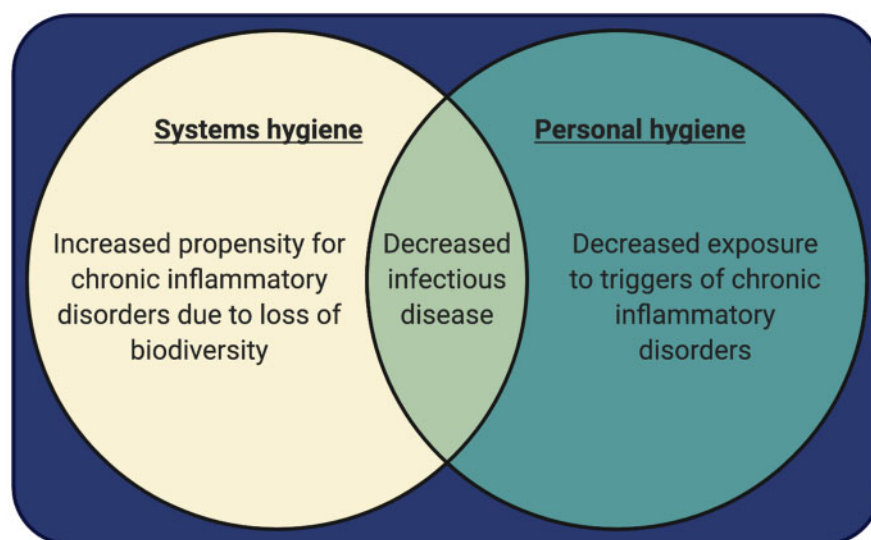 Systems hygiene
Increased propensity for
chronic inflammatory
disorders due to loss of
biodiversity
Decreased
infectious
disease
Personal hygiene
Decreased exposure
to triggers of chronic
inflammatory
disorders